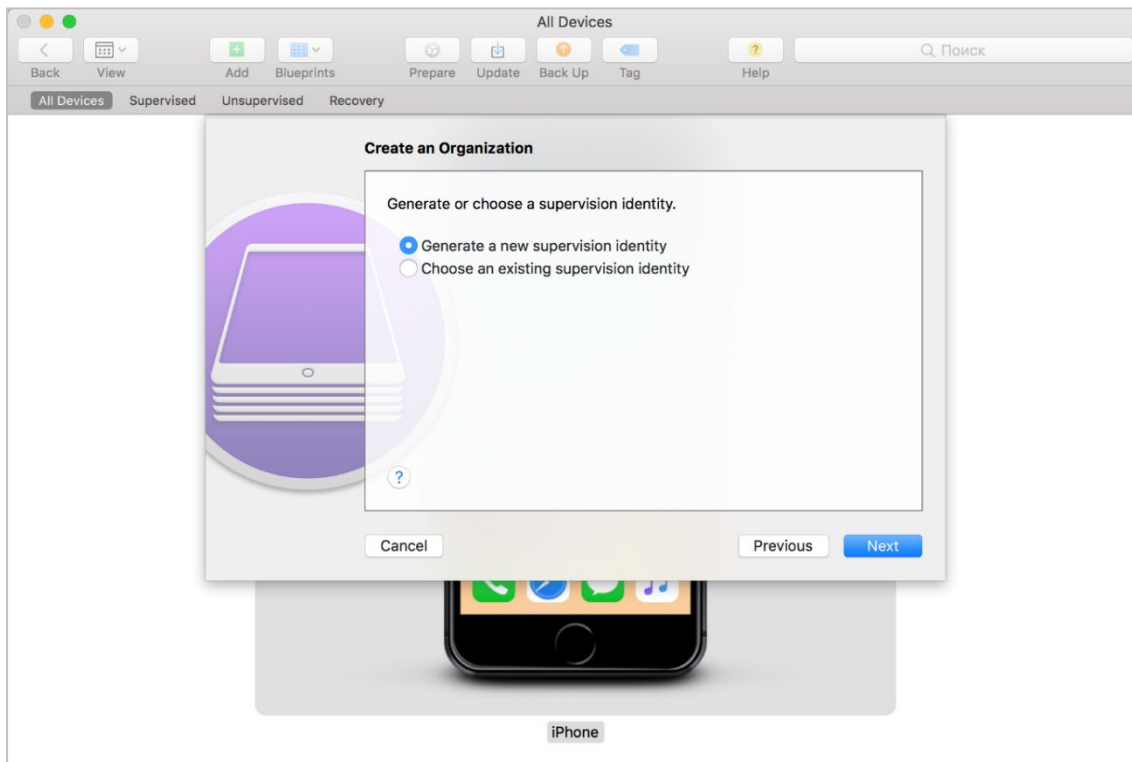 All Devices
Back View Add Blueprints Prepare Update Back Up Tag Help Поиск
All Devices Supervised Unsupervised Recovery
Create an Organization
Generate or choose a supervision identity.
Generate a new supervision identity
Choose an existing supervision identity
?
Cancel Previous Next
iPhone